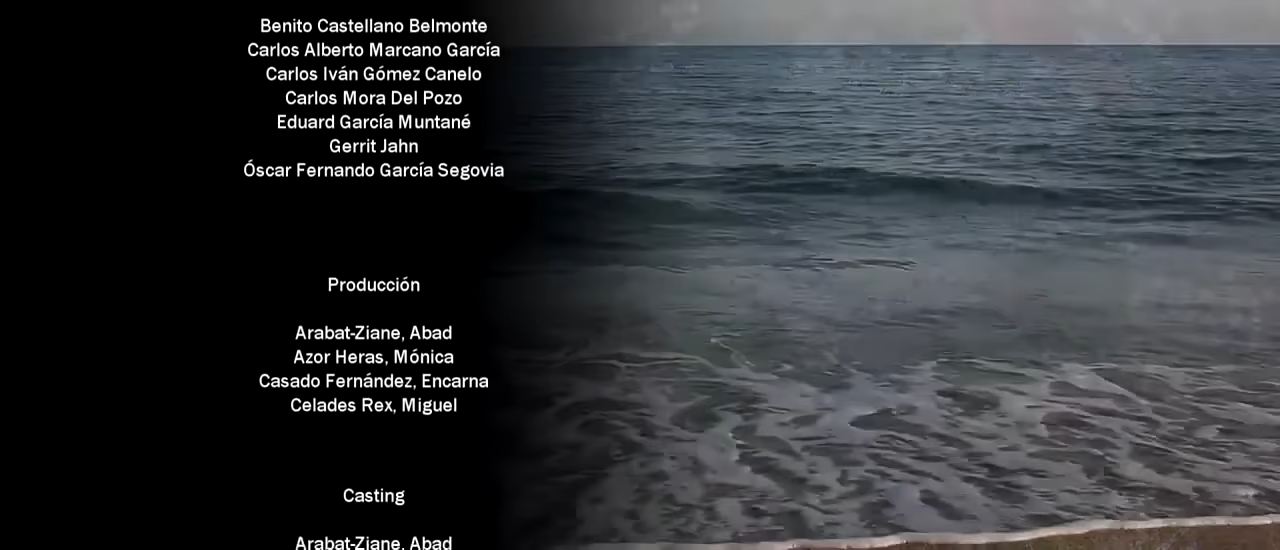 Benito Castellano Belmonte
Carlos Alberto Marcano García
Carlos Iván Gómez Canelo
Carlos Mora Del Pozo
Eduard García Muntané
Gerrit Jahn
Óscar Fernando García Segovia
Producción
Arabat-Ziane, Abad
Azor Heras, Mónica
Casado Fernández, Encarna
Celades Rex, Miguel
Casting
Arabat-Ziane, Abad